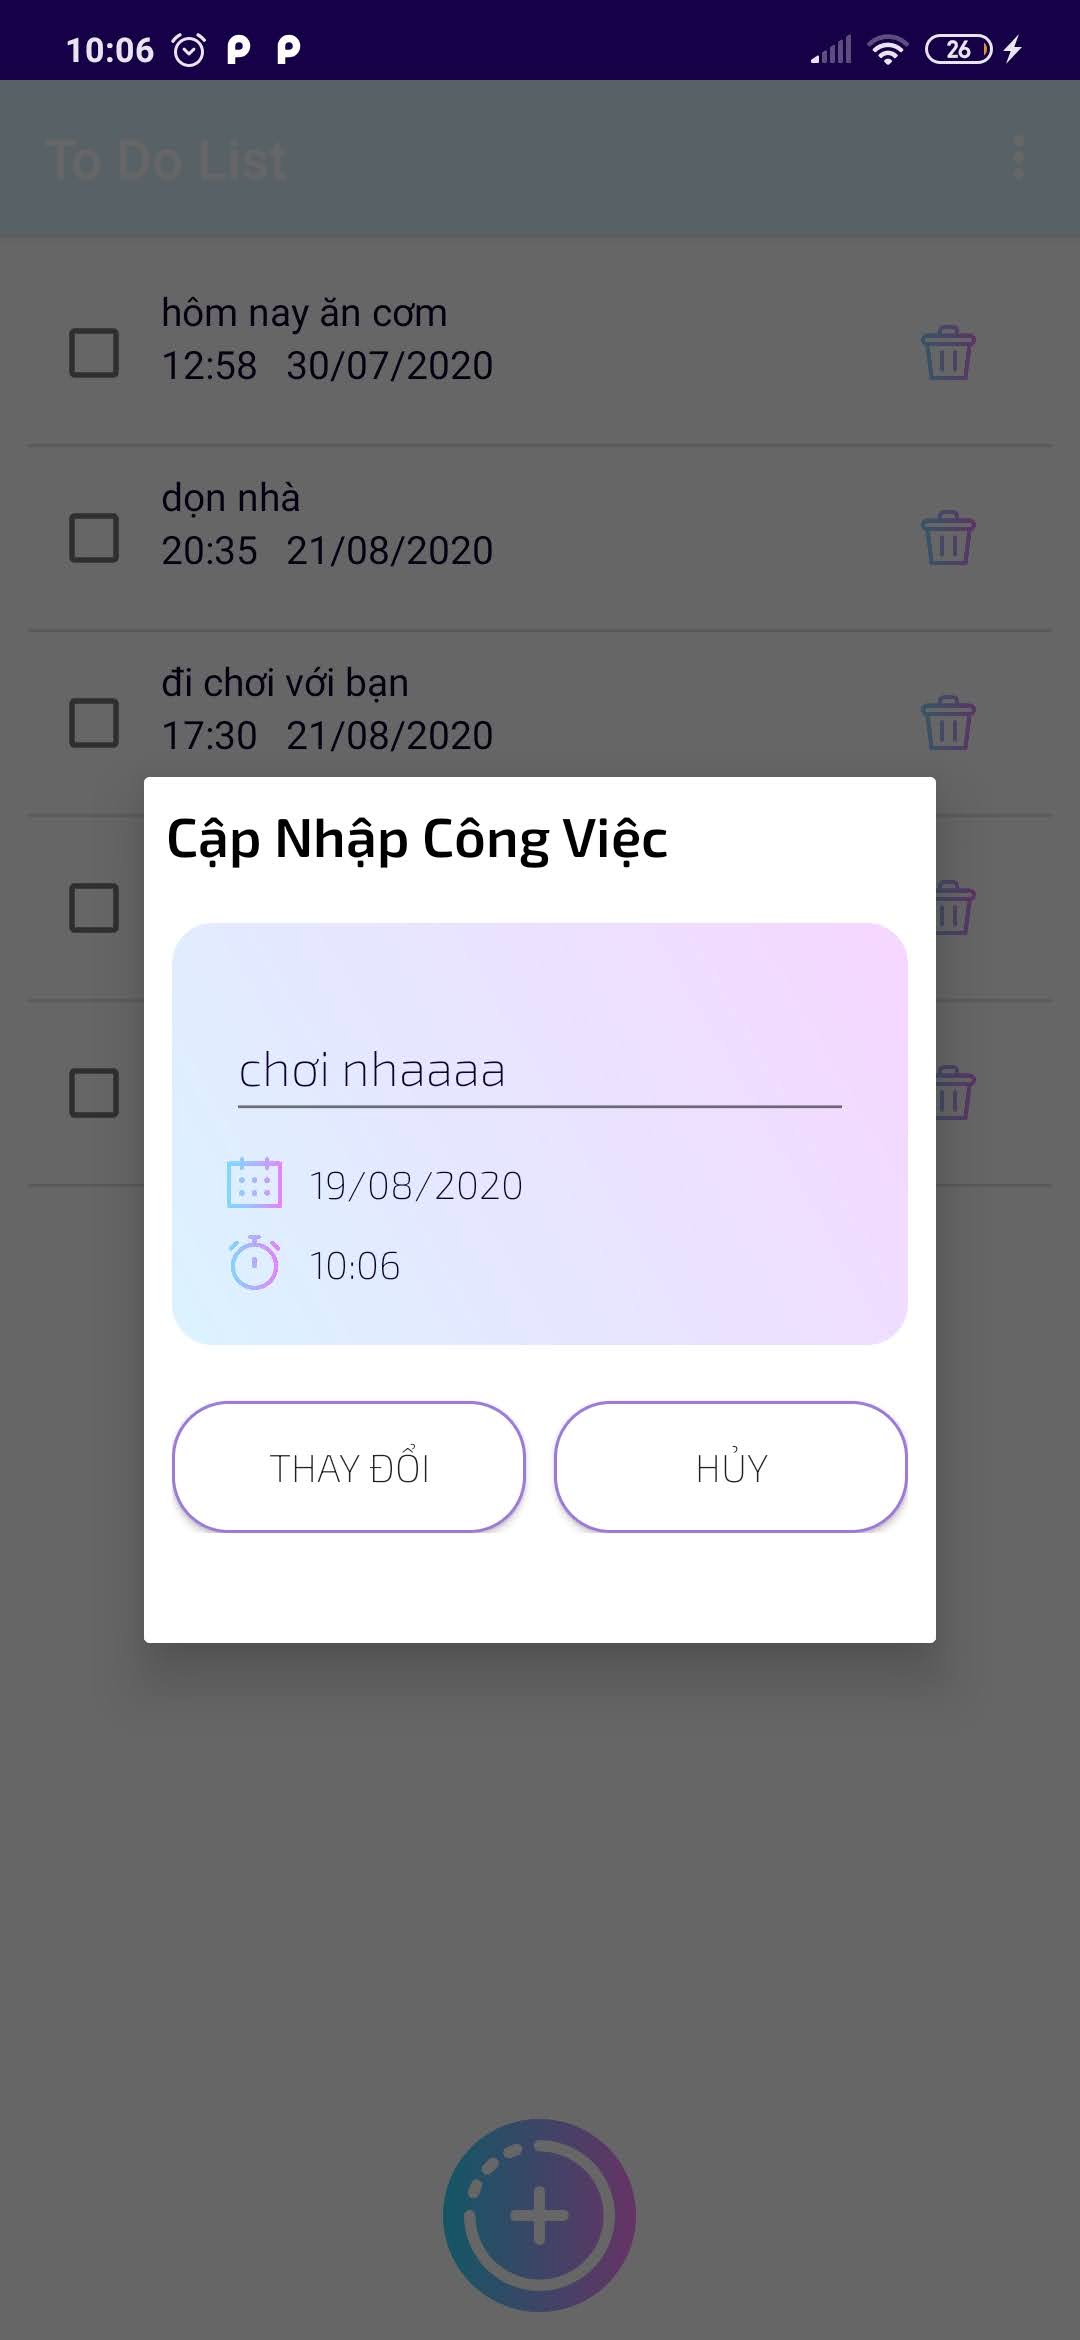 10:06
26
To Do List
hôm nay ăn cơm
12:58 30/07/2020
dọn nhà
20:35 21/08/2020
đi chơi với bạn
17:30 21/08/2020
Cập Nhập Công Việc
chơi nhaaaa
19/08/2020
10:06
THAY ĐỔI
HỦY